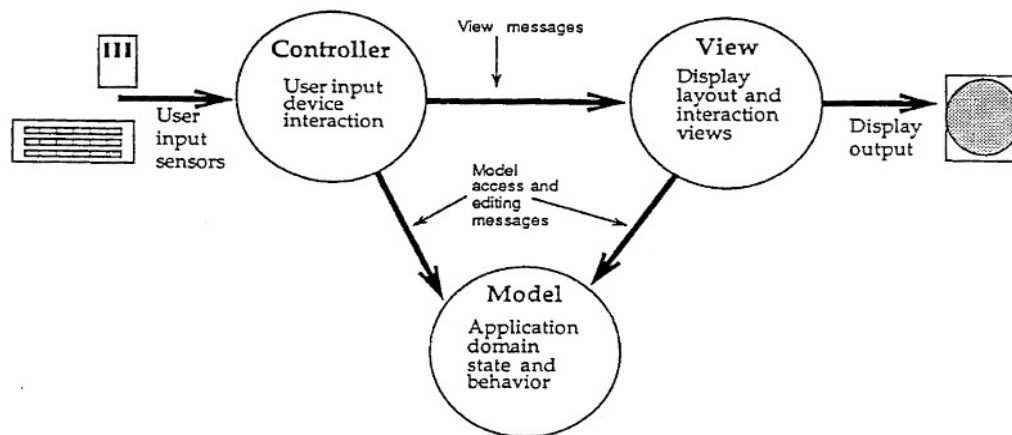 View messages
Controller
User input
device
interaction
View
Display
layout and
interaction
views
User
input
sensors
Display
output
Model
access and
editing
messages
Model
Application
domain
state and
behavior